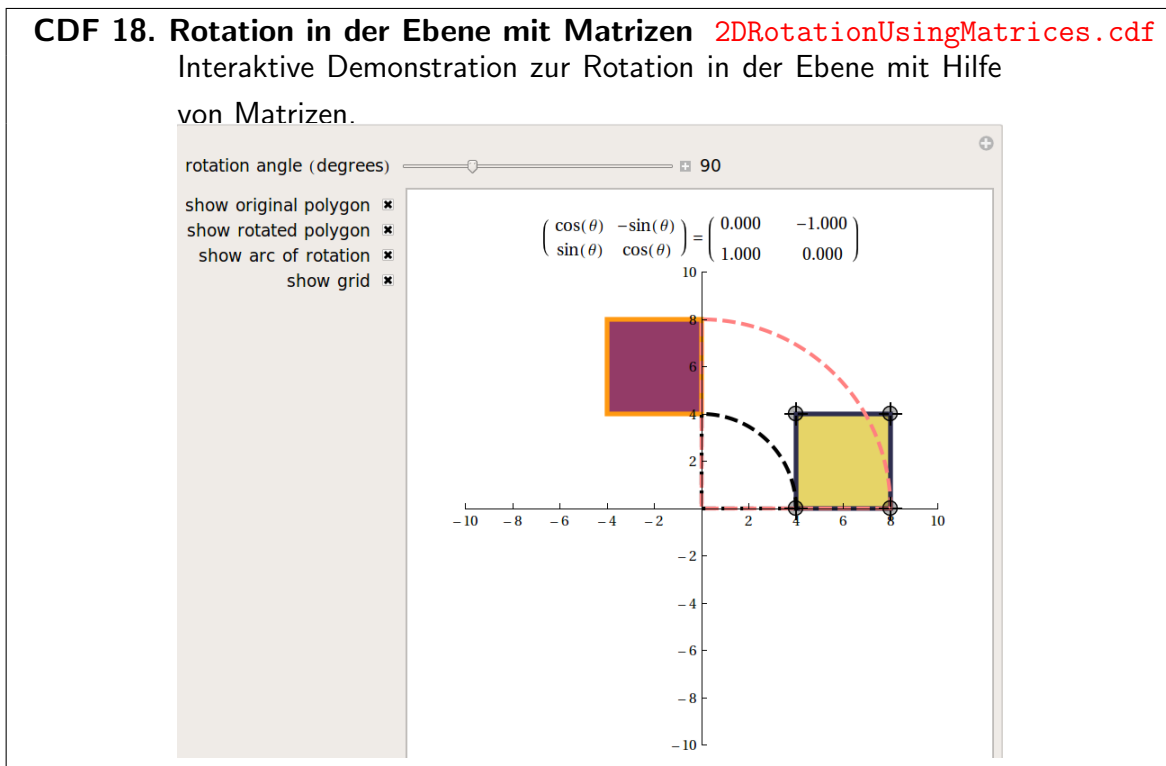 CDF 18. Rotation in der Ebene mit Matrizen 2DRotationUsingMatrices.cdf
Interaktive Demonstration zur Rotation in der Ebene mit Hilfe
von Matrizen.
rotation angle (degrees) 90
show original polygon
show rotated polygon
show arc of rotation
show grid
( cos(θ) −sin(θ) ) = ( 0.000 −1.000 )
( sin(θ) cos(θ) ) ( 1.000 0.000 )
10
8
6
4
2
−10 −8 −6 −4 −2 2 4 6 8 10
−2
−4
−6
−8
−10